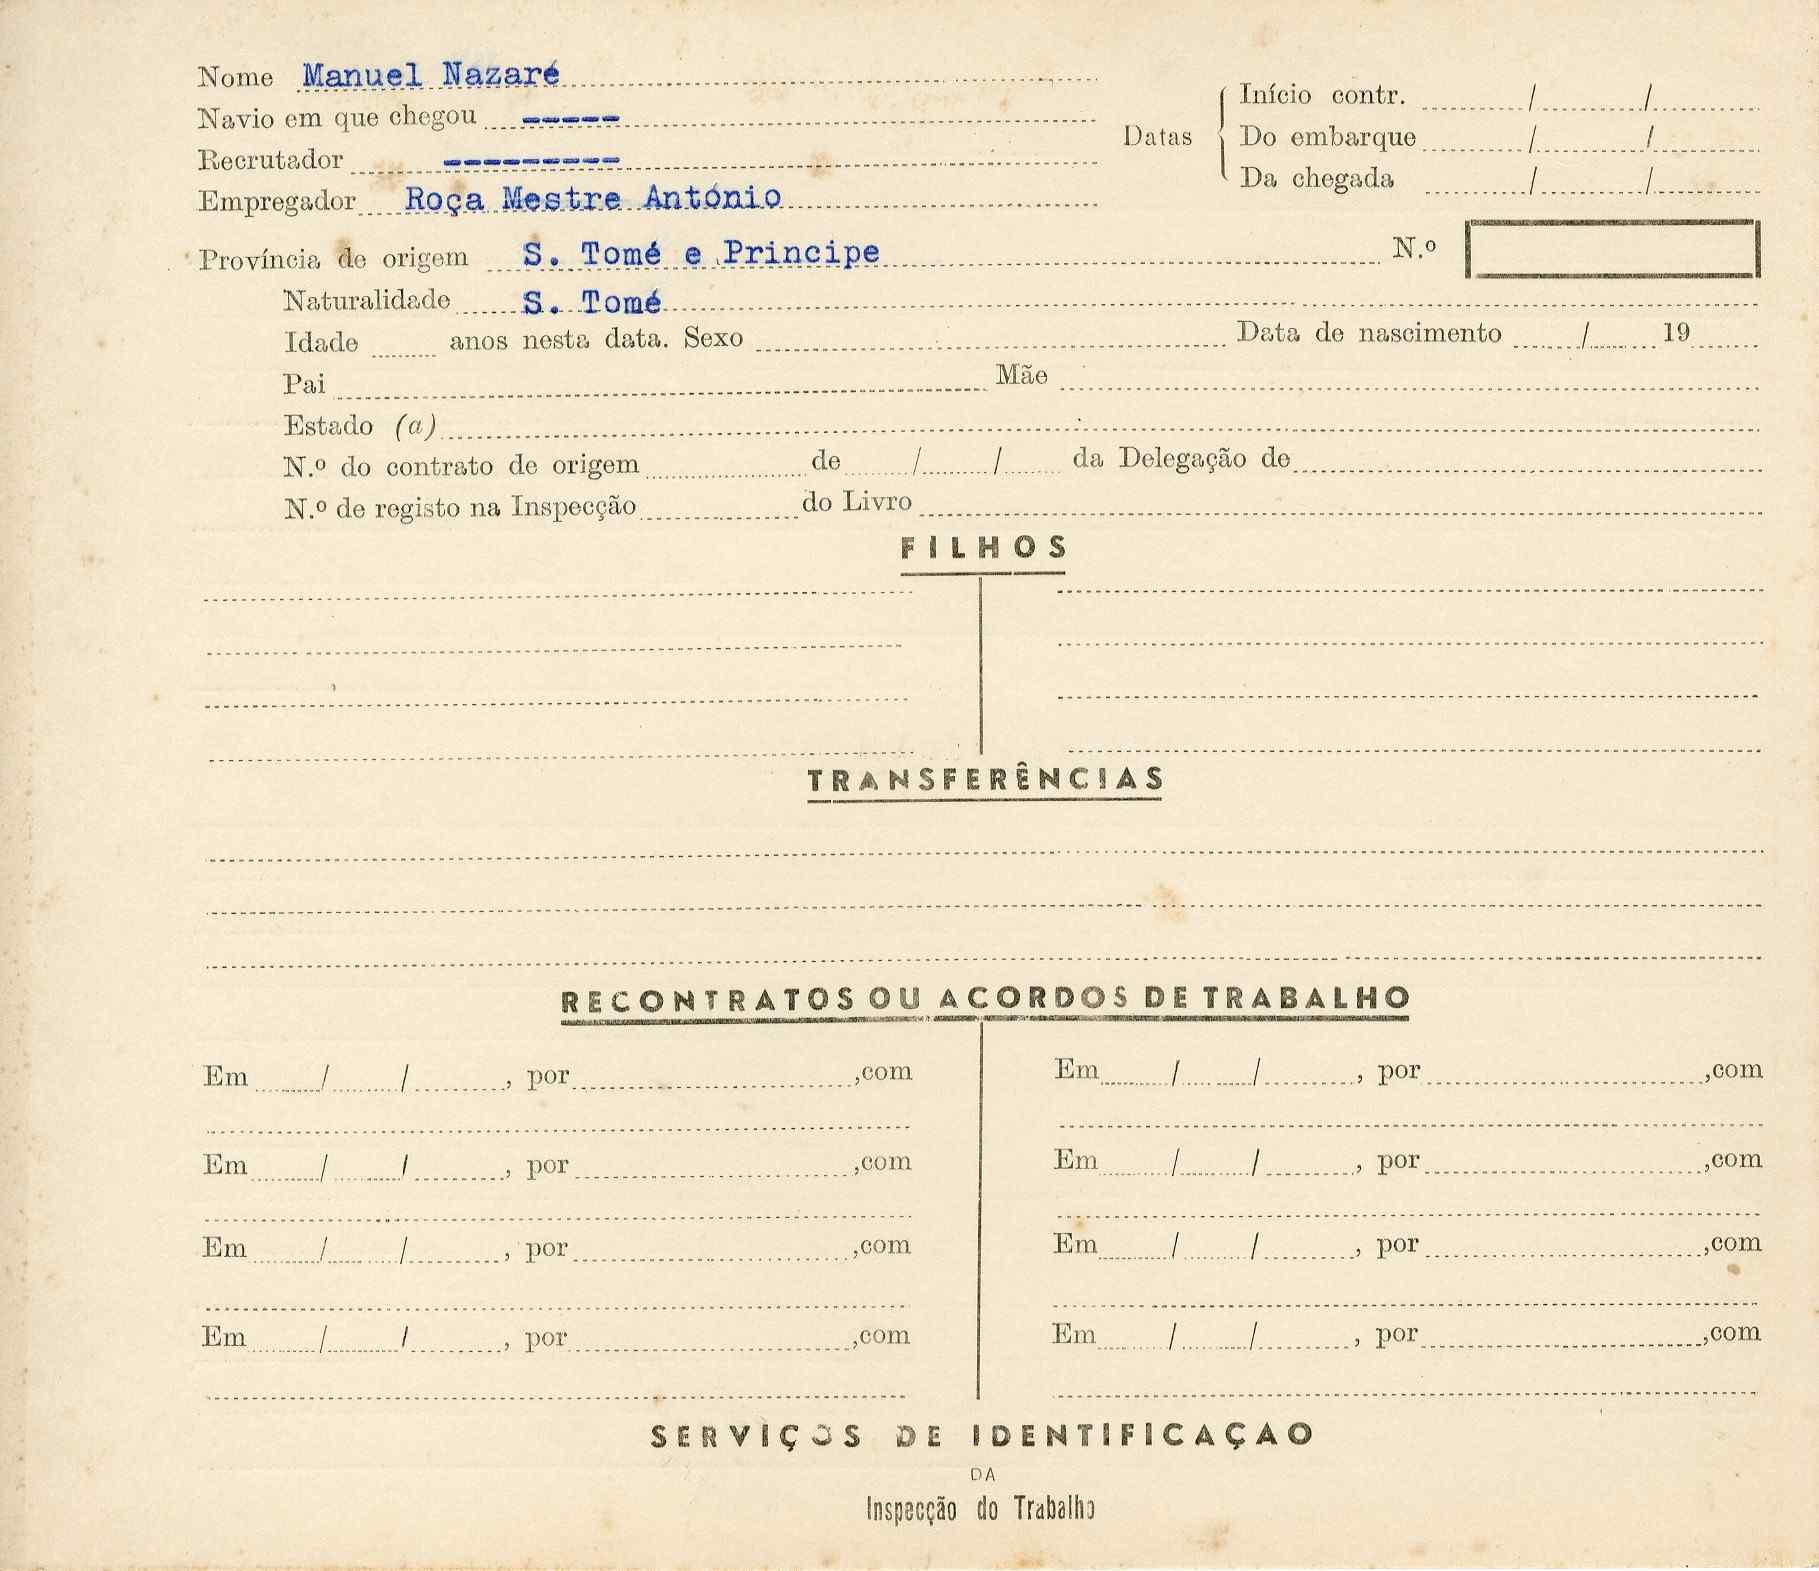 Nome Manuel Nazaré
Navio em que chegou -----
Recrutador ---------
Empregador Roça Mestre António
Datas
Início contr. / /
Do embarque / /
Da chegada / /
Província de origem S. Tomé e Principe N.º
Naturalidade S. Tomé
Idade anos nesta data. Sexo Data de nascimento / 19
Pai Mãe
Estado (a)
N.º do contrato de origem de / / da Delegação de
N.º de registo na Inspecção do Livro
FILHOS
TRANSFERÊNCIAS
RECONTRATOS OU ACORDOS DE TRABALHO
Em / / , por ,com Em / / , por ,com
Em / / , por ,com Em / / , por ,com
Em / / , por ,com Em / / , por ,com
Em / / , por ,com Em / / , por ,com
SERVIÇOS DE IDENTIFICAÇAO
DA
Inspecção do Trabalho